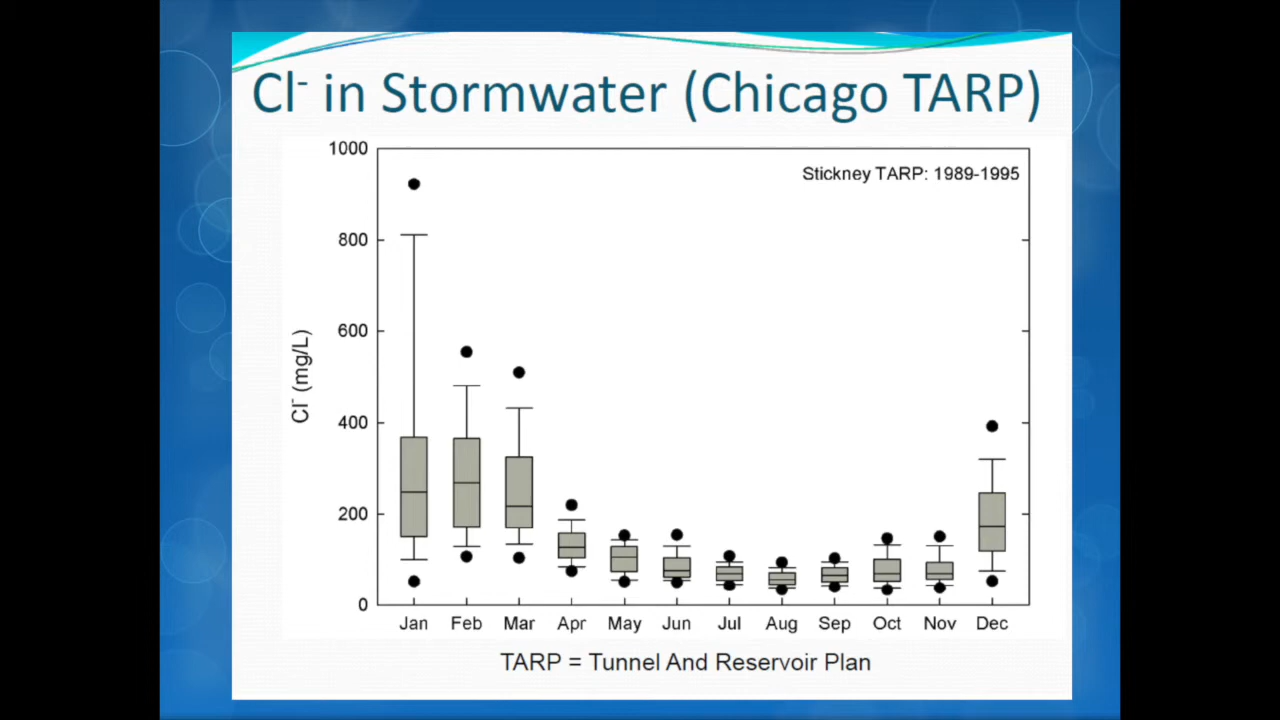 Cl⁻ in Stormwater (Chicago TARP)
Stickney TARP: 1989-1995
1000
800
600
400
200
0
Cl⁻ (mg/L)
Jan Feb Mar Apr May Jun Jul Aug Sep Oct Nov Dec
TARP = Tunnel And Reservoir Plan